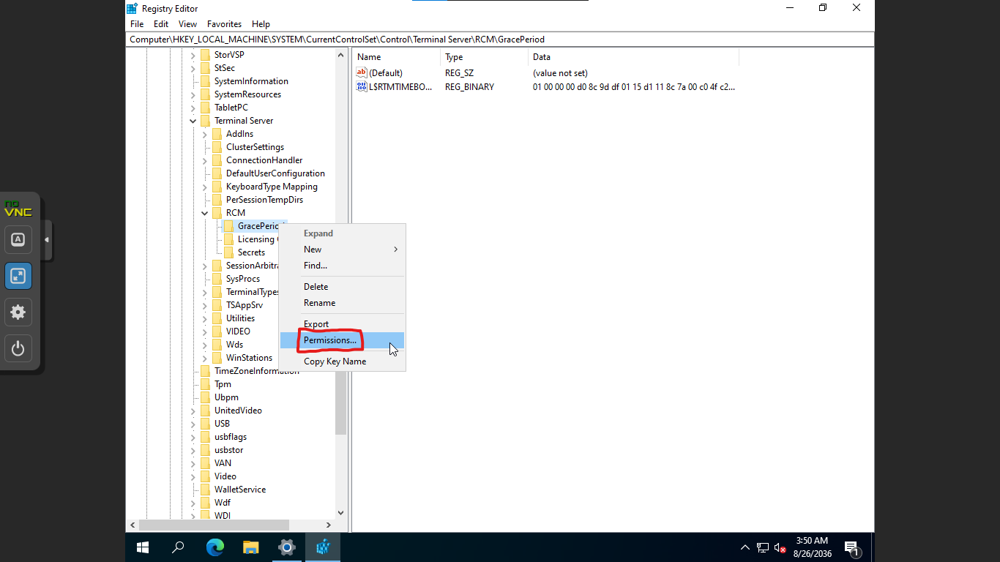 Registry Editor
File Edit View Favorites Help
Computer\HKEY_LOCAL_MACHINE\SYSTEM\CurrentControlSet\Control\Terminal Server\RCM\GracePeriod
Name Type Data
(Default) REG_SZ (value not set)
L$RTMTIMEBO... REG_BINARY 01 00 00 00 d0 8c 9d df 01 15 d1 11 8c 7a 00 c0 4f c2...
StorVSP
StSec
SystemInformation
SystemResources
TabletPC
Terminal Server
AddIns
ClusterSettings
ConnectionHandler
DefaultUserConfiguration
KeyboardType Mapping
PerSessionTempDirs
RCM
GracePeriod
Licensing
Secrets
SessionArbitra
SysProcs
TerminalTypes
TSAppSrv
Utilities
VIDEO
Wds
WinStations
TimeZoneInformation
Tpm
Ubpm
UnitedVideo
USB
usbflags
usbstor
VAN
Video
WalletService
Wdf
WDI
Expand
New
Find...
Delete
Rename
Export
Permissions...
Copy Key Name
no
VNC
A
3:50 AM
8/26/2036
1